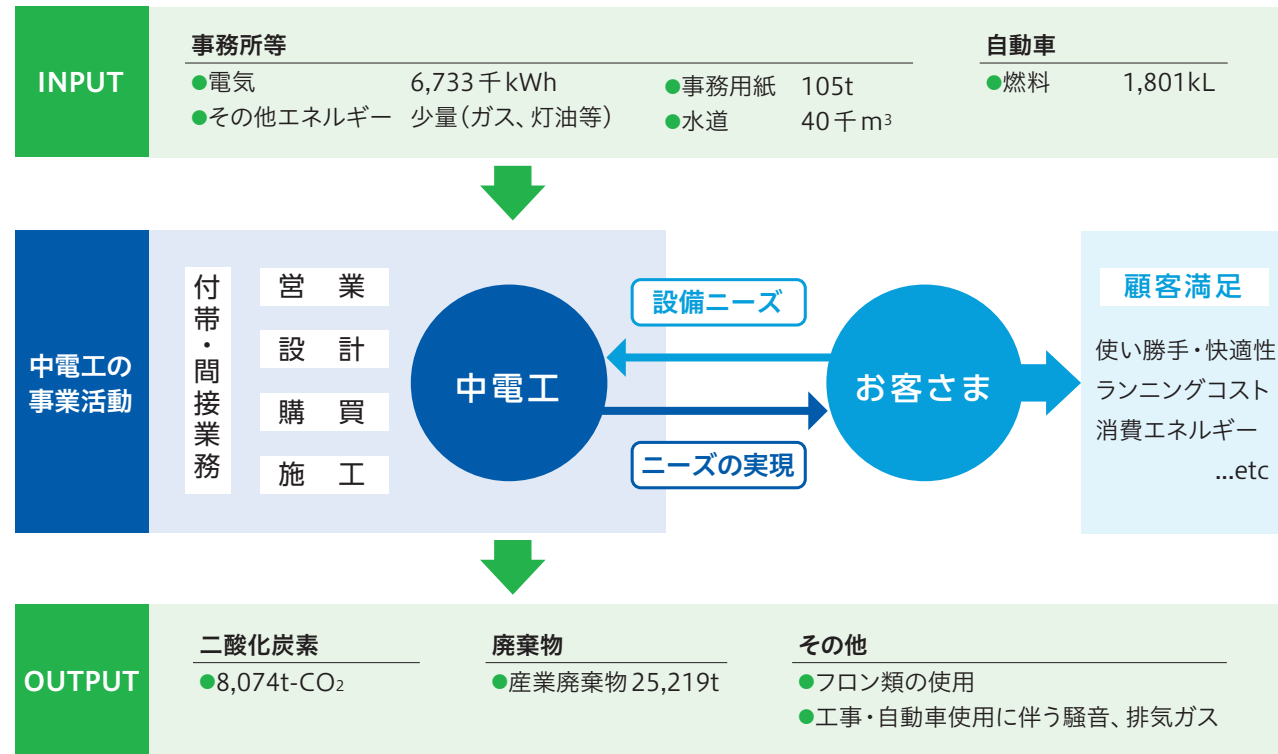 INPUT
事務所等
●電気 6,733千kWh
●その他エネルギー 少量(ガス、灯油等)
●事務用紙 105t
●水道 40千m³
自動車
●燃料 1,801kL
中電工の
事業活動
付帯・間接業務
営業
設計
購買
施工
中電工
設備ニーズ
ニーズの実現
お客さま
顧客満足
使い勝手・快適性
ランニングコスト
消費エネルギー
...etc
OUTPUT
二酸化炭素
●8,074t-CO₂
廃棄物
●産業廃棄物 25,219t
その他
●フロン類の使用
●工事・自動車使用に伴う騒音、排気ガス